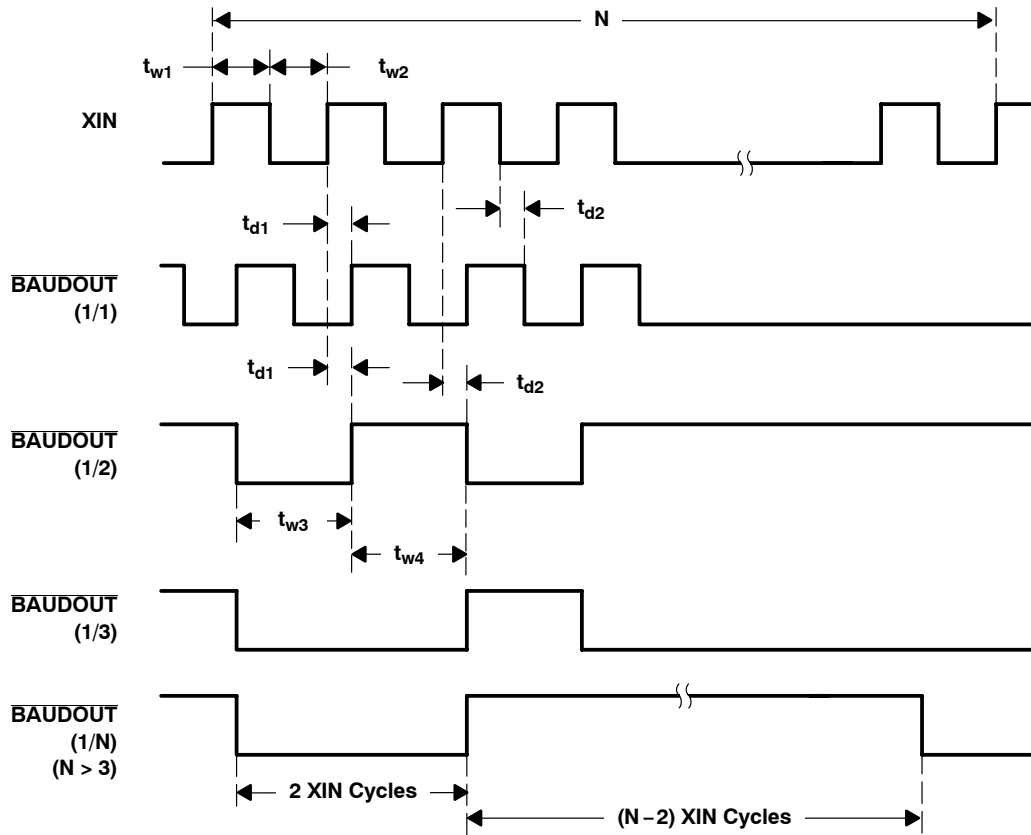 N
tw1
tw2
XIN
td1
td2
BAUDOUT
(1/1)
td1
td2
BAUDOUT
(1/2)
tw3
tw4
BAUDOUT
(1/3)
BAUDOUT
(1/N)
(N > 3)
2 XIN Cycles
(N – 2) XIN Cycles